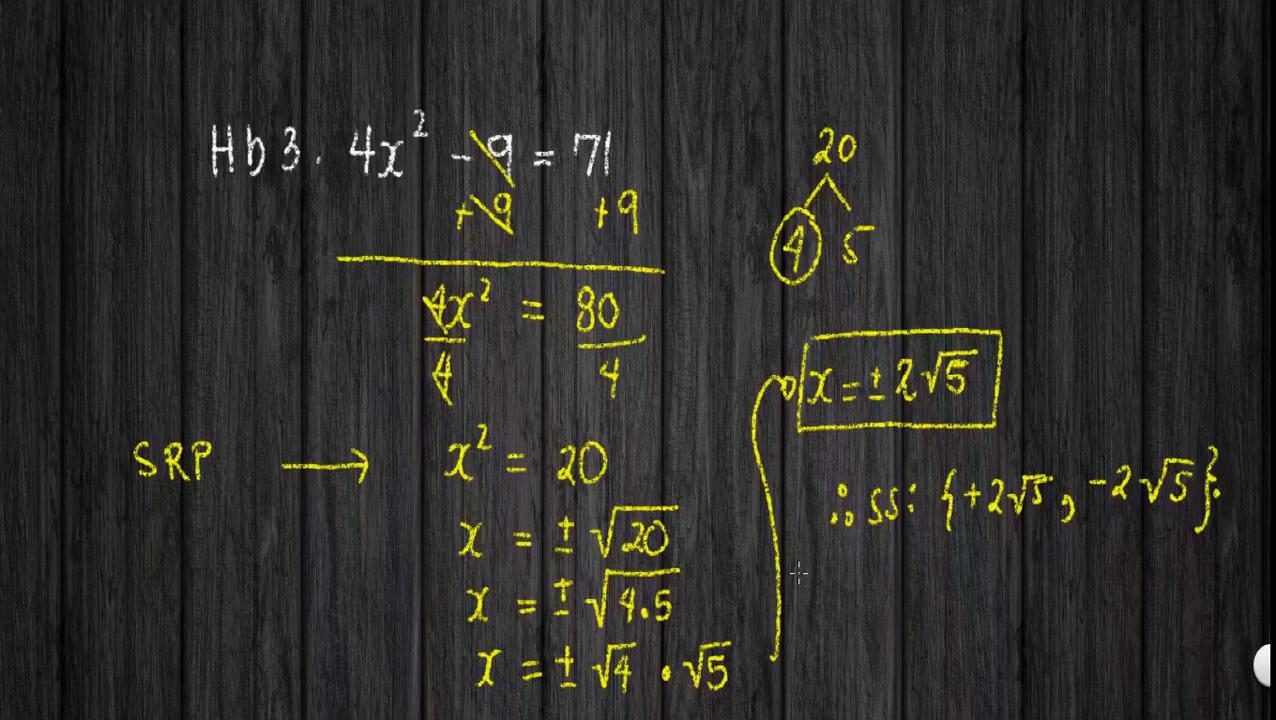 Hb3. 4x² - 9 = 71
+9 +9
4x² = 80
4 4
SRP → x² = 20
x = ± √20
x = ± √4.5
x = ± √4 • √5
20
4 5
x = ± 2√5
∴ SS: {+2√5, -2√5}.